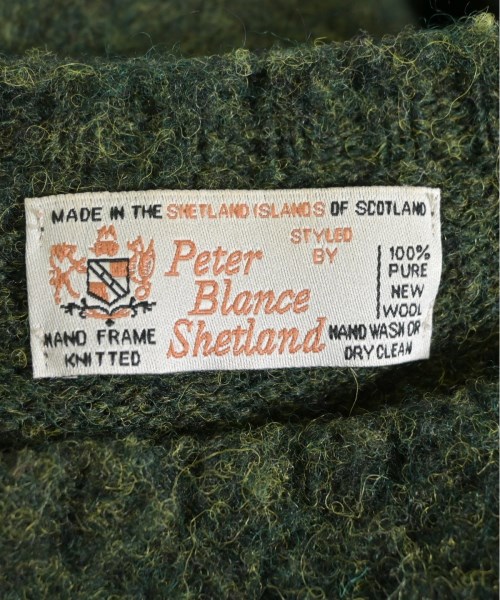 MADE IN THE SHETLAND ISLANDS OF SCOTLAND
STYLED
BY
Peter
Blance
Shetland
HAND FRAME
KNITTED
100%
PURE
NEW
WOOL
HAND WASH OR
DRY CLEAN